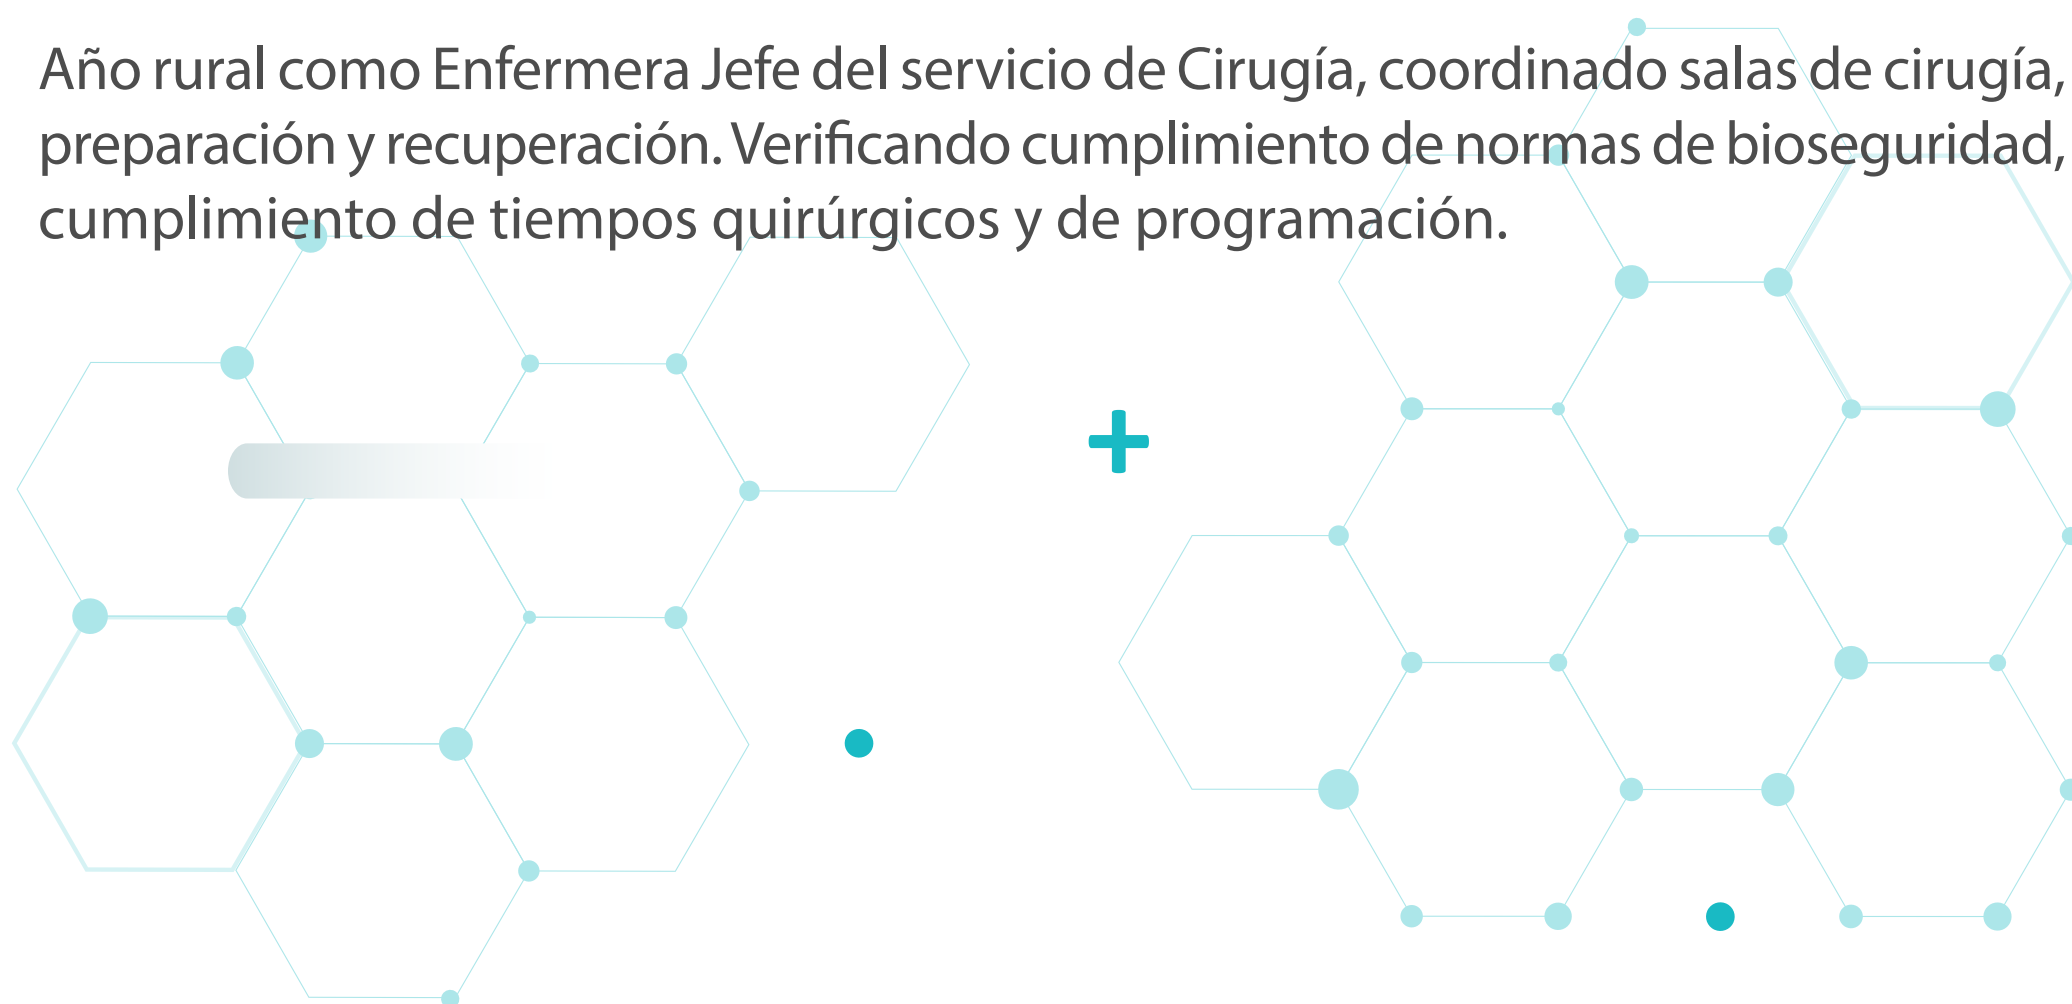 Año rural como Enfermera Jefe del servicio de Cirugía, coordinado salas de cirugía,
preparación y recuperación. Verificando cumplimiento de normas de bioseguridad,
cumplimiento de tiempos quirúrgicos y de programación.